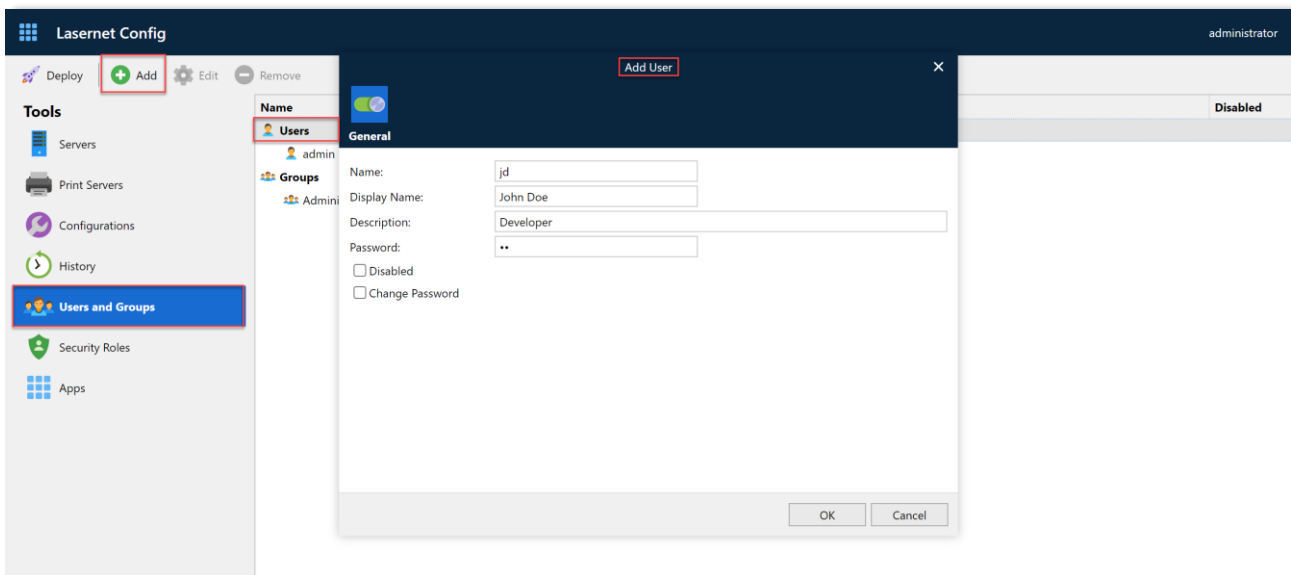 Lasernet Config
administrator
Deploy
Add
Edit
Remove
Add User
Tools
Servers
Print Servers
Configurations
History
Users and Groups
Security Roles
Apps
Name
Disabled
Users
admin
Groups
Admini
General
Name: jd
Display Name: John Doe
Description: Developer
Password: ••
Disabled
Change Password
OK
Cancel